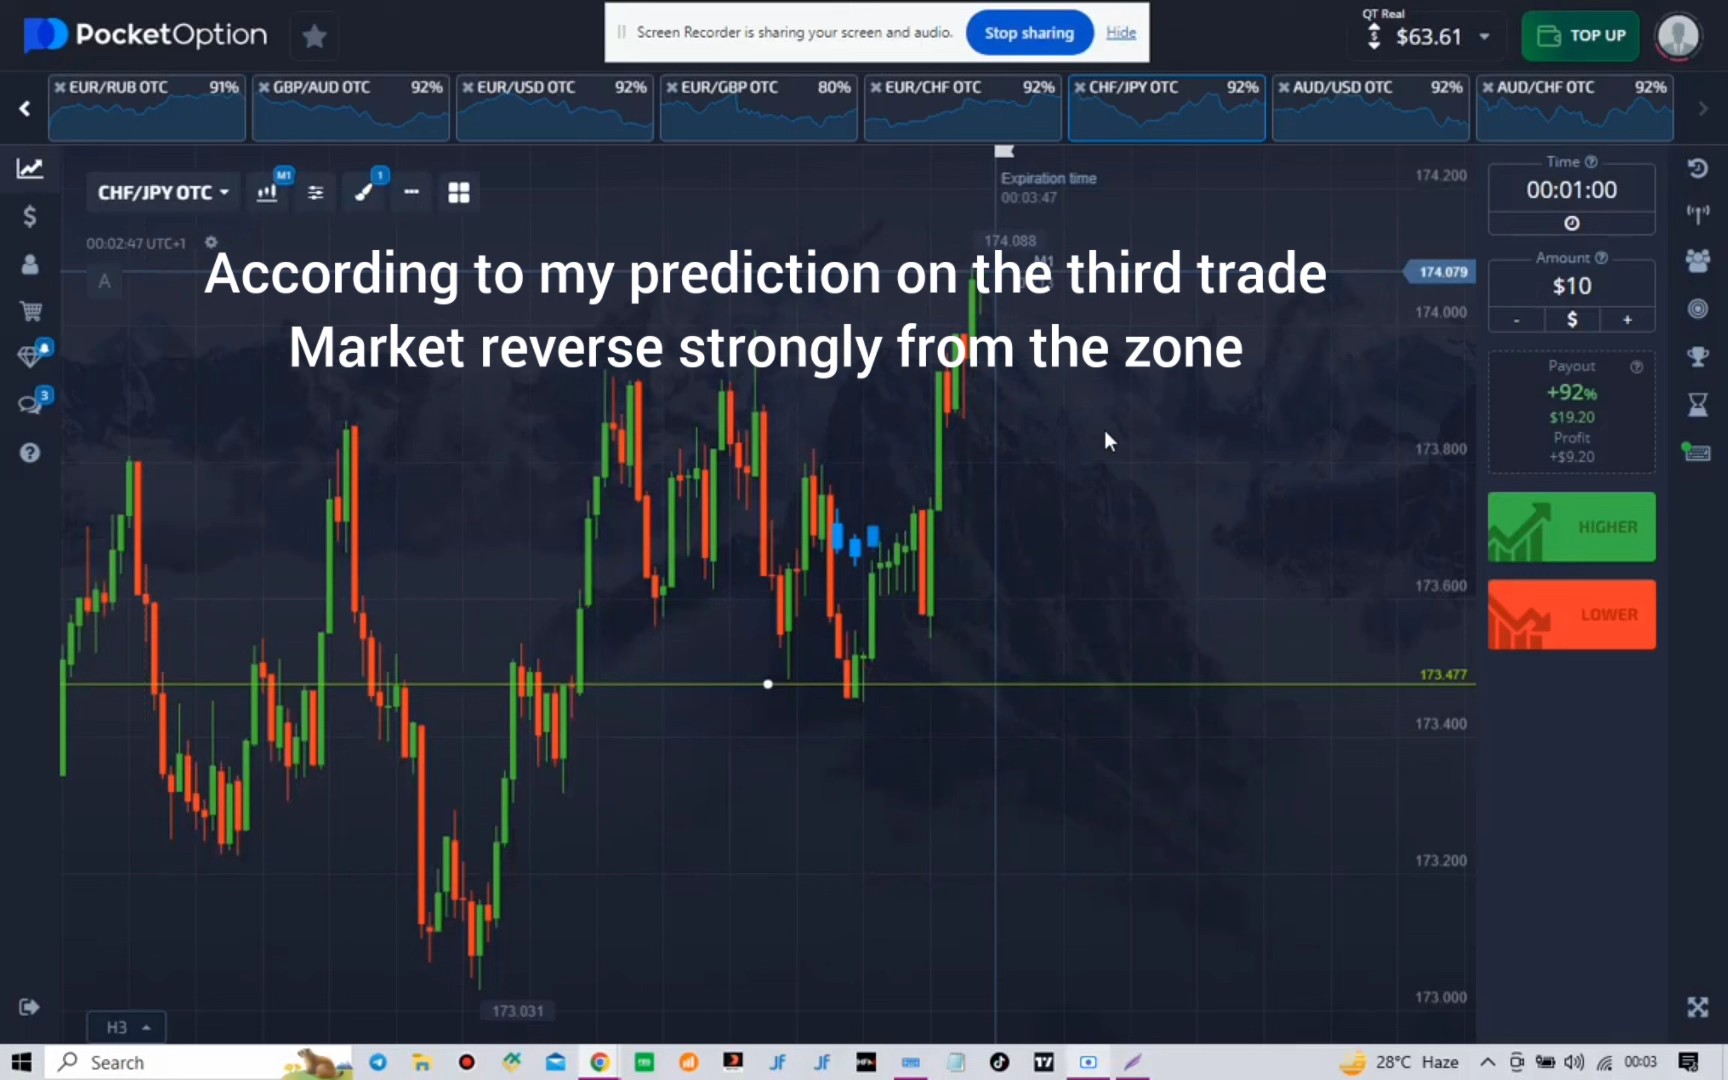 PocketOption
Screen Recorder is sharing your screen and audio.
Stop sharing
Hide
QT Real
$63.61
TOP UP
EUR/RUB OTC 91%
GBP/AUD OTC 92%
EUR/USD OTC 92%
EUR/GBP OTC 80%
EUR/CHF OTC 92%
CHF/JPY OTC 92%
AUD/USD OTC 92%
AUD/CHF OTC 92%
CHF/JPY OTC
M1
1
Expiration time
00:03:47
174.200
Time
00:01:00
00:02:47 UTC+1
174.088
M1
A
According to my prediction on the third trade
Market reverse strongly from the zone
174.079
174.000
173.800
173.600
173.477
173.400
173.200
173.000
173.031
Amount
$10
- $ +
Payout
+92%
$19.20
Profit
+$9.20
HIGHER
LOWER
3
H3
Search
JF
JF
28°C Haze
00:03